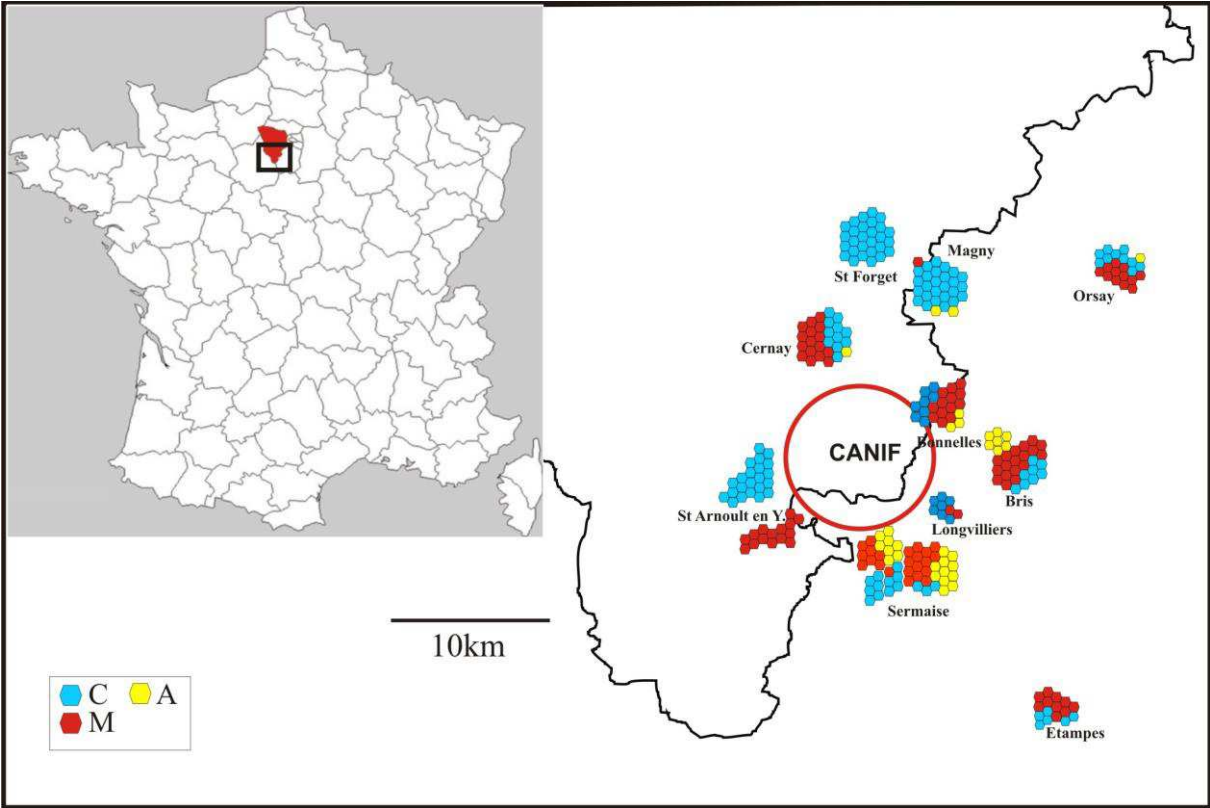 Magny
St Forget
Orsay
Cernay
Bonnelles
CANIF
Bris
St Arnoult en Y.
Longvilliers
Sermaise
10km
C A
M
Etampes